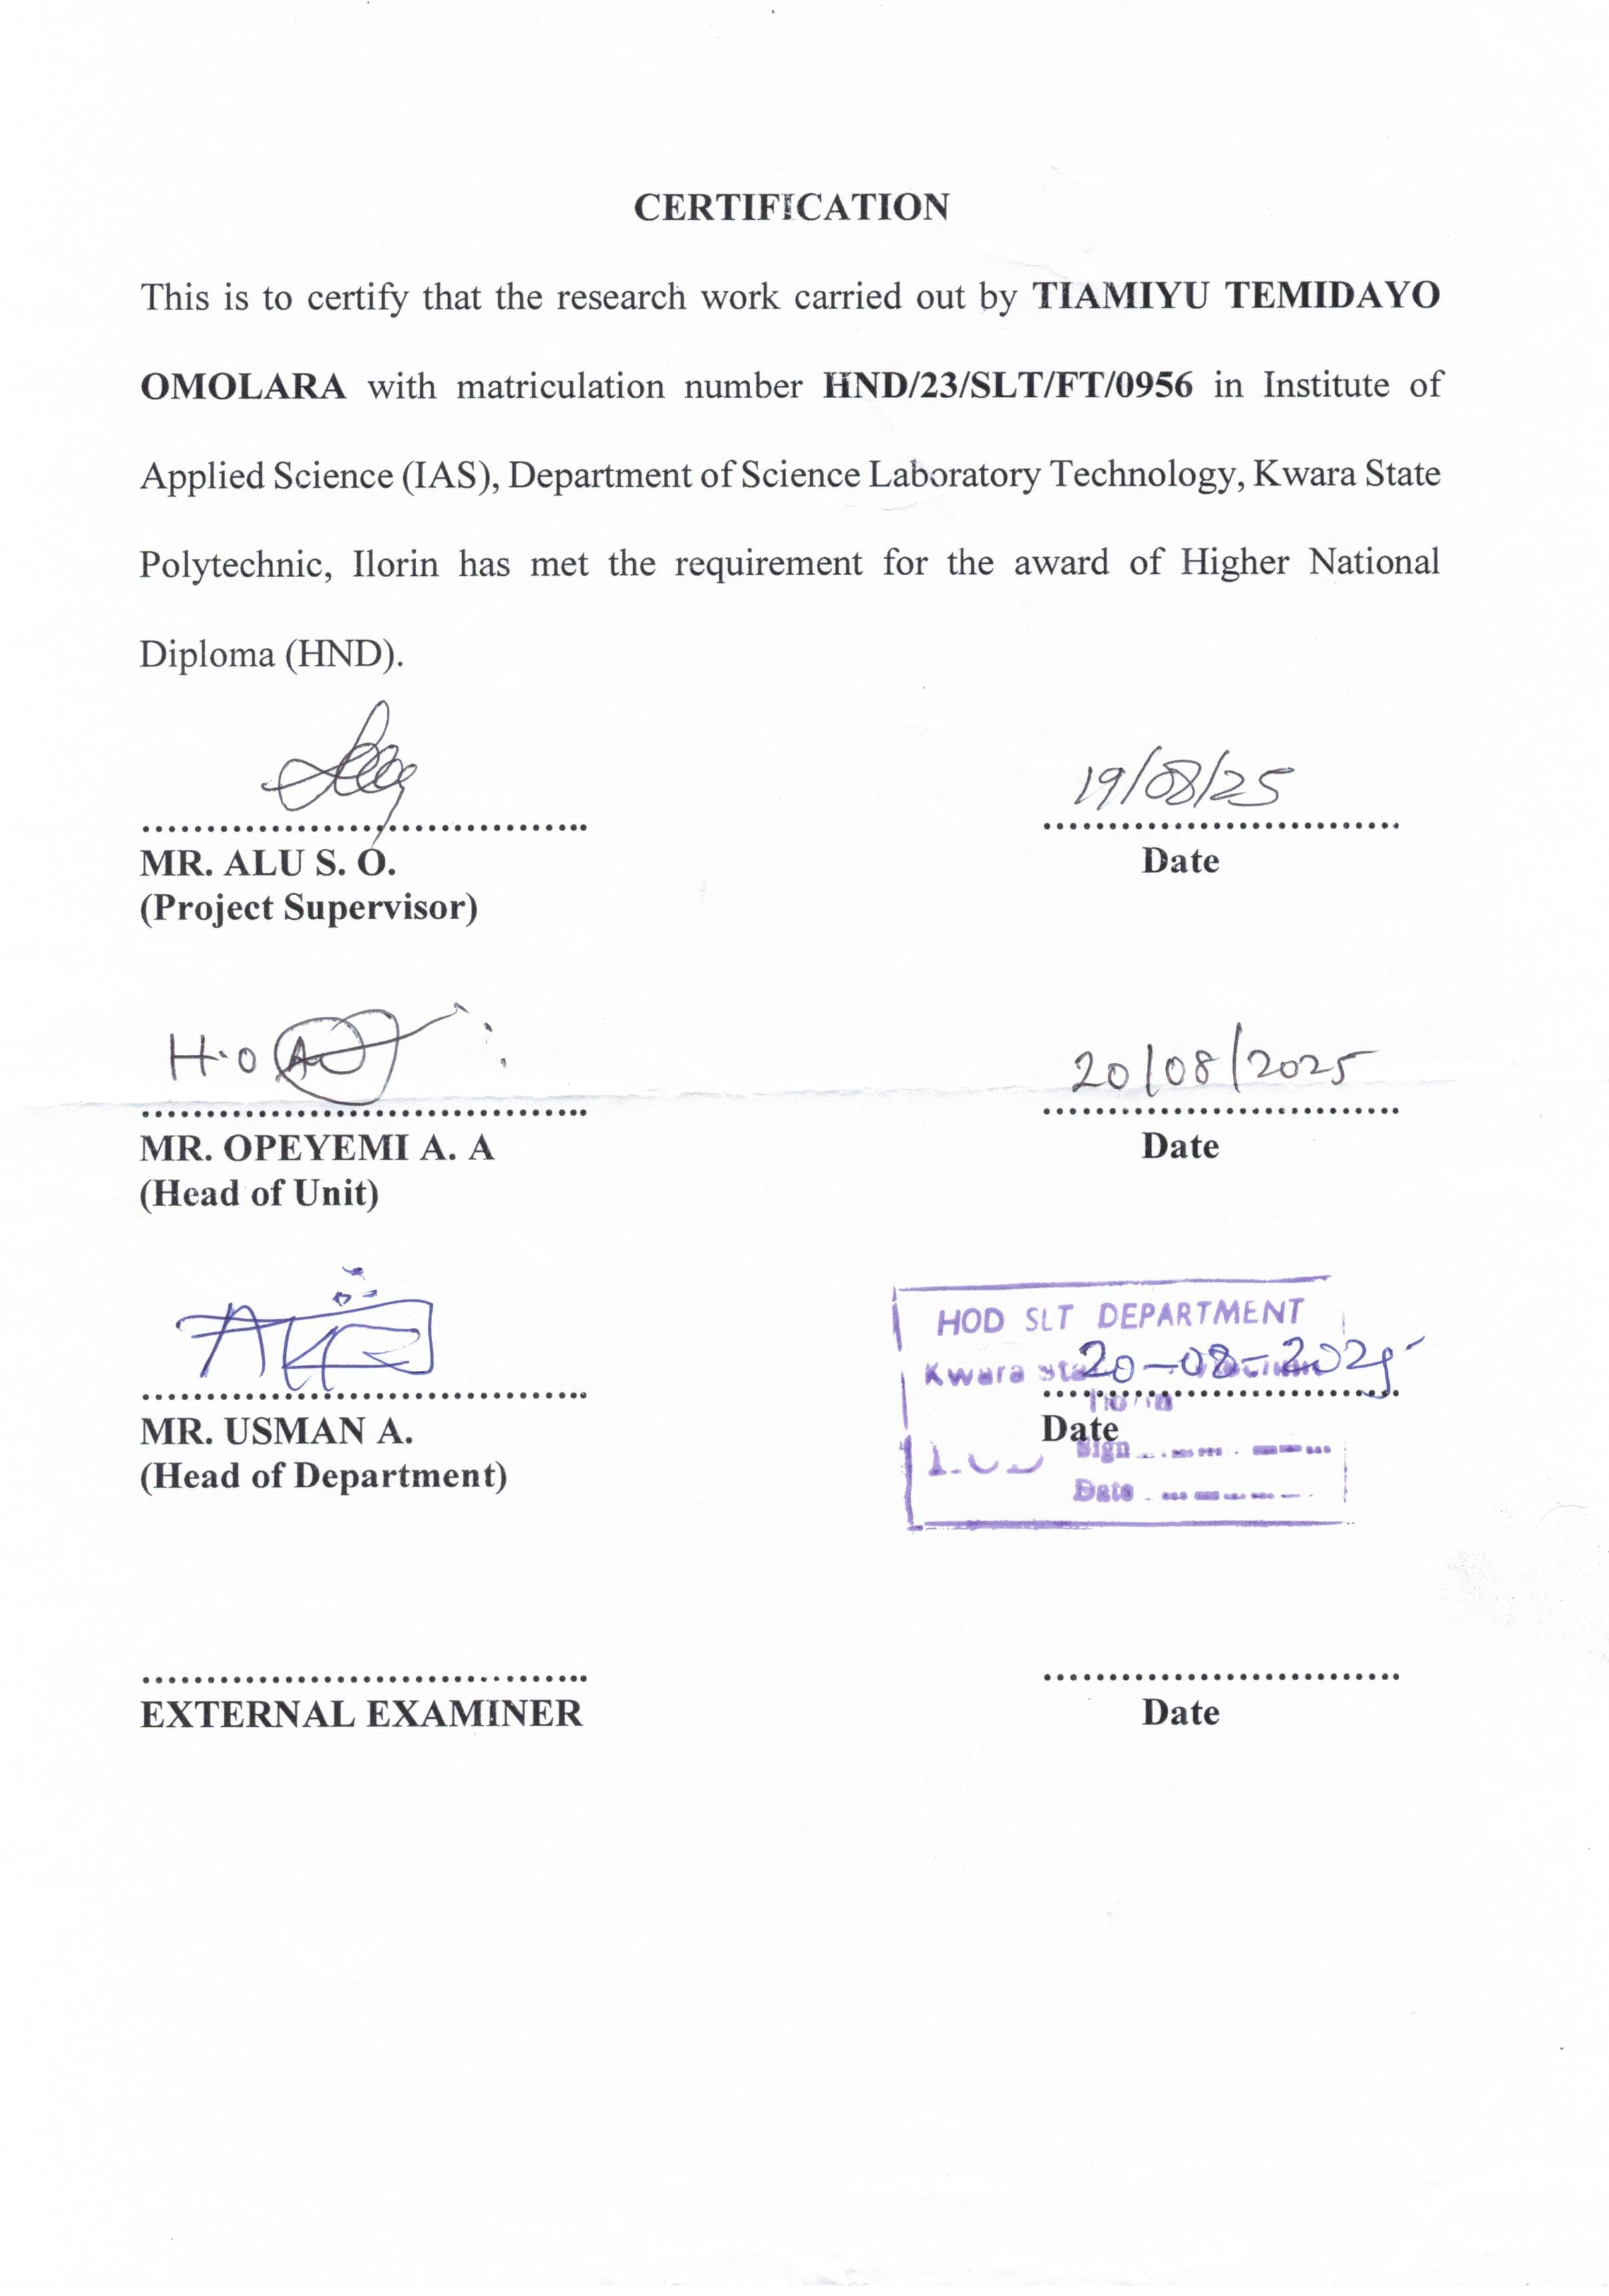 CERTIFICATION
This is to certify that the research work carried out by TIAMIYU TEMIDAYO
OMOLARA with matriculation number HND/23/SLT/FT/0956 in Institute of
Applied Science (IAS), Department of Science Laboratory Technology, Kwara State
Polytechnic, Ilorin has met the requirement for the award of Higher National
Diploma (HND).
19/08/25
MR. ALU S. O. Date
(Project Supervisor)
H.O 20/08/2025
MR. OPEYEMI A. A Date
(Head of Unit)
HOD SLT DEPARTMENT
Kwara 20-08-2025
Ilorin
MR. USMAN A. Date
Sign
(Head of Department)
Date
EXTERNAL EXAMINER Date